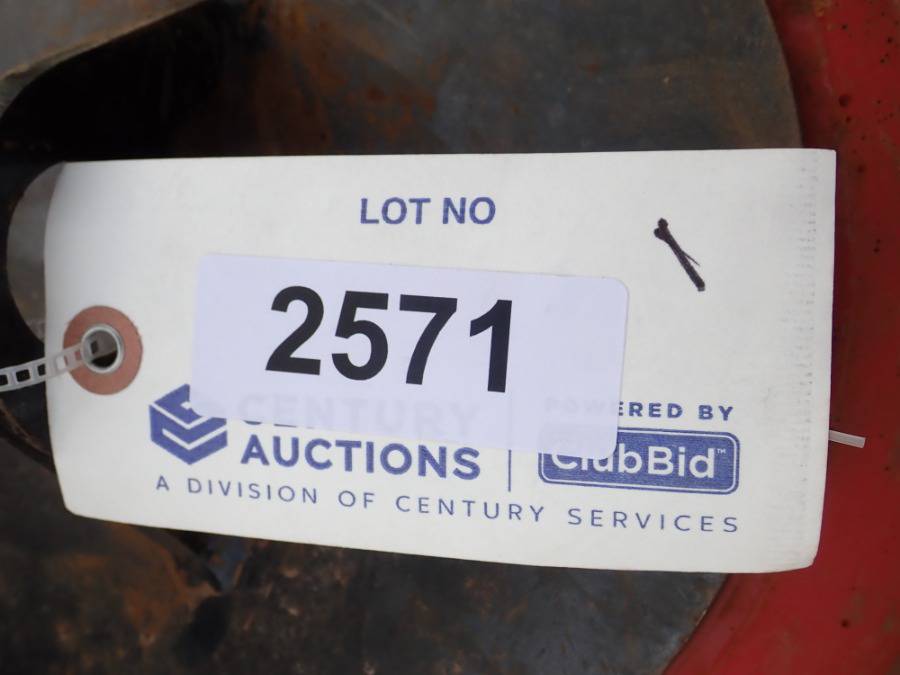 LOT NO
2571
CENTURY
AUCTIONS
POWERED BY
ClubBid™
A DIVISION OF CENTURY SERVICES